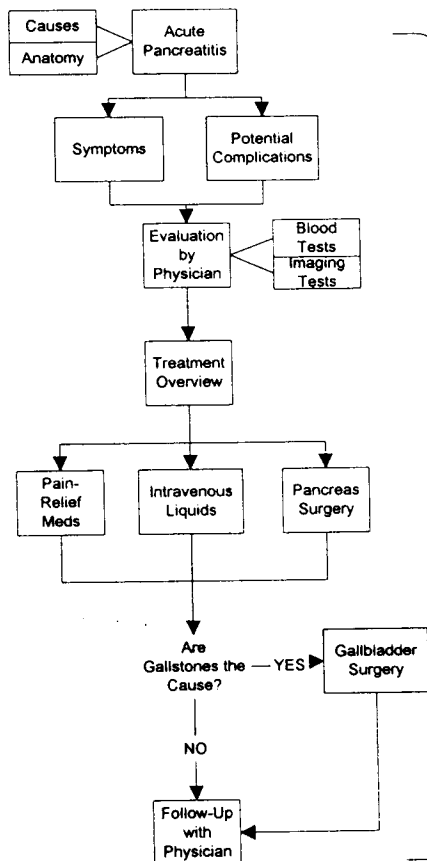 Causes
Anatomy
Acute
Pancreatitis
Symptoms
Potential
Complications
Evaluation
by
Physician
Blood
Tests
Imaging
Tests
Treatment
Overview
Pain-
Relief
Meds
Intravenous
Liquids
Pancreas
Surgery
Are
Gallstones the
Cause?
YES
Gallbladder
Surgery
NO
Follow-Up
with
Physician